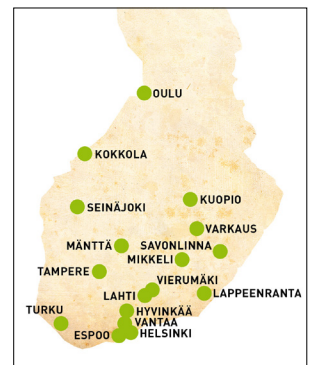 OULU
KOKKOLA
KUOPIO
SEINÄJOKI
VARKAUS
MÄNTTÄ
SAVONLINNA
MIKKELI
TAMPERE
VIERUMÄKI
LAHTI
LAPPEENRANTA
TURKU
HYVINKÄÄ
VANTAA
ESPOO
HELSINKI